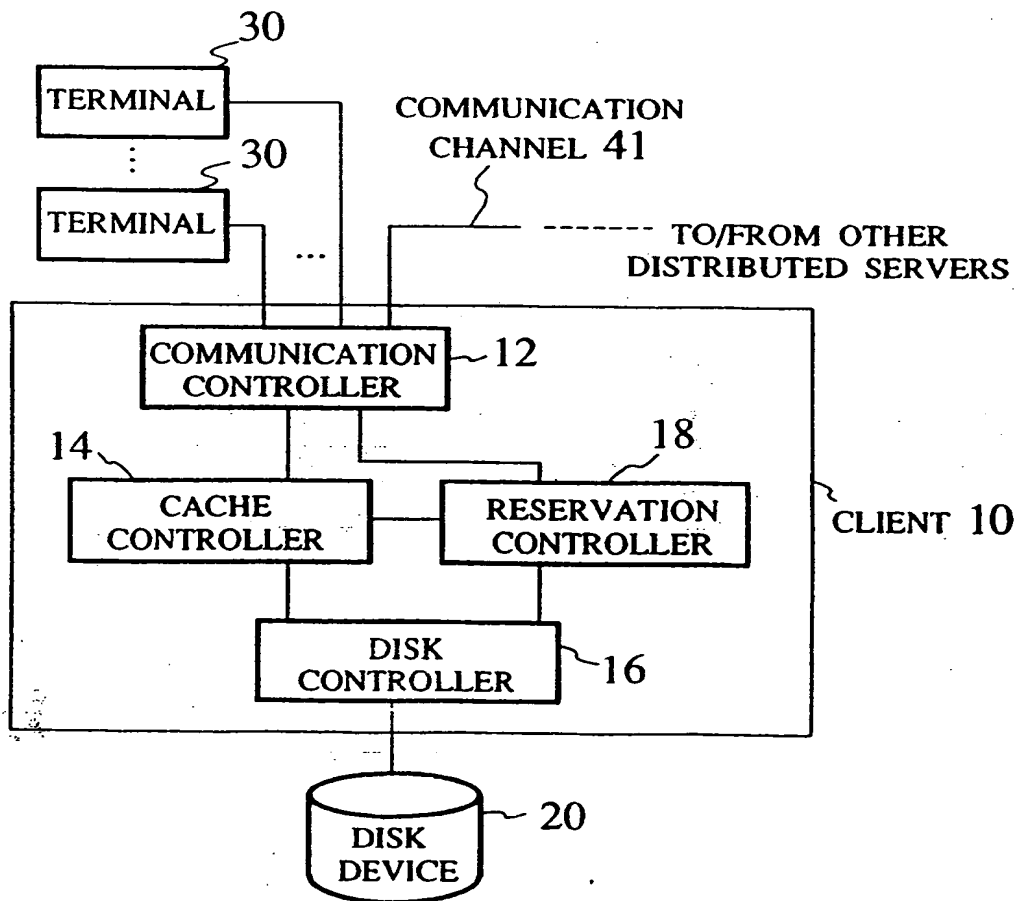 30
TERMINAL
⋮
30
TERMINAL
...
COMMUNICATION
CHANNEL 41
TO/FROM OTHER
DISTRIBUTED SERVERS
COMMUNICATION
CONTROLLER
12
14
CACHE
CONTROLLER
18
RESERVATION
CONTROLLER
CLIENT 10
DISK
CONTROLLER
16
DISK
DEVICE
20